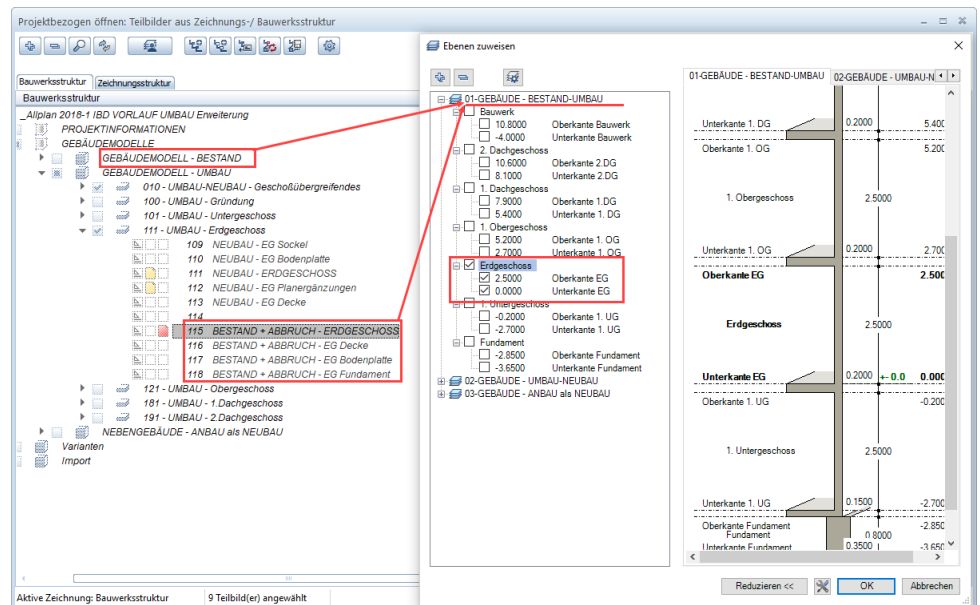 Projektbezogen öffnen: Teilbilder aus Zeichnungs-/ Bauwerksstruktur
Bauwerksstruktur
Zeichnungsstruktur
Bauwerksstruktur
_Allplan 2018-1 IBD VORLAUF UMBAU Erweiterung
PROJEKTINFORMATIONEN
GEBÄUDEMODELLE
GEBÄUDEMODELL - BESTAND
GEBÄUDEMODELL - UMBAU
010 - UMBAU-NEUBAU - Geschoßübergreifendes
100 - UMBAU - Gründung
101 - UMBAU - Untergeschoss
111 - UMBAU - Erdgeschoss
109 NEUBAU - EG Sockel
110 NEUBAU - EG Bodenplatte
111 NEUBAU - ERDGESCHOSS
112 NEUBAU - EG Planergänzungen
113 NEUBAU - EG Decke
114
115 BESTAND + ABBRUCH - ERDGESCHOSS
116 BESTAND + ABBRUCH - EG Decke
117 BESTAND + ABBRUCH - EG Bodenplatte
118 BESTAND + ABBRUCH - EG Fundament
121 - UMBAU - Obergeschoss
181 - UMBAU - 1.Dachgeschoss
191 - UMBAU - 2.Dachgeschoss
NEBENGEBÄUDE - ANBAU als NEUBAU
Varianten
Import
Aktive Zeichnung: Bauwerksstruktur
9 Teilbild(er) angewählt
Ebenen zuweisen
01-GEBÄUDE - BESTAND-UMBAU
Bauwerk
10.8000 Oberkante Bauwerk
-4.0000 Unterkante Bauwerk
2. Dachgeschoss
10.6000 Oberkante 2.DG
8.1000 Unterkante 2.DG
1. Dachgeschoss
7.9000 Oberkante 1.DG
5.4000 Unterkante 1. DG
1. Obergeschoss
5.2000 Oberkante 1. OG
2.7000 Unterkante 1. OG
Erdgeschoss
2.5000 Oberkante EG
0.0000 Unterkante EG
1. Untergeschoss
-0.2000 Oberkante 1. UG
-2.7000 Unterkante 1. UG
Fundament
-2.8500 Oberkante Fundament
-3.6500 Unterkante Fundament
02-GEBÄUDE - UMBAU-NEUBAU
03-GEBÄUDE - ANBAU als NEUBAU
01-GEBÄUDE - BESTAND-UMBAU
02-GEBÄUDE - UMBAU-N
Unterkante 1. DG 0.2000 5.400
Oberkante 1. OG 5.200
1. Obergeschoss 2.5000
Unterkante 1. OG 0.2000 2.700
Oberkante EG 2.500
Erdgeschoss 2.5000
Unterkante EG 0.2000 +- 0.0 0.000
Oberkante 1. UG -0.200
1. Untergeschoss 2.5000
Unterkante 1. UG 0.1500 -2.700
Oberkante Fundament -2.850
Fundament 0.8000
Unterkante Fundament 0.3500 -3.650
Reduzieren <<
OK
Abbrechen